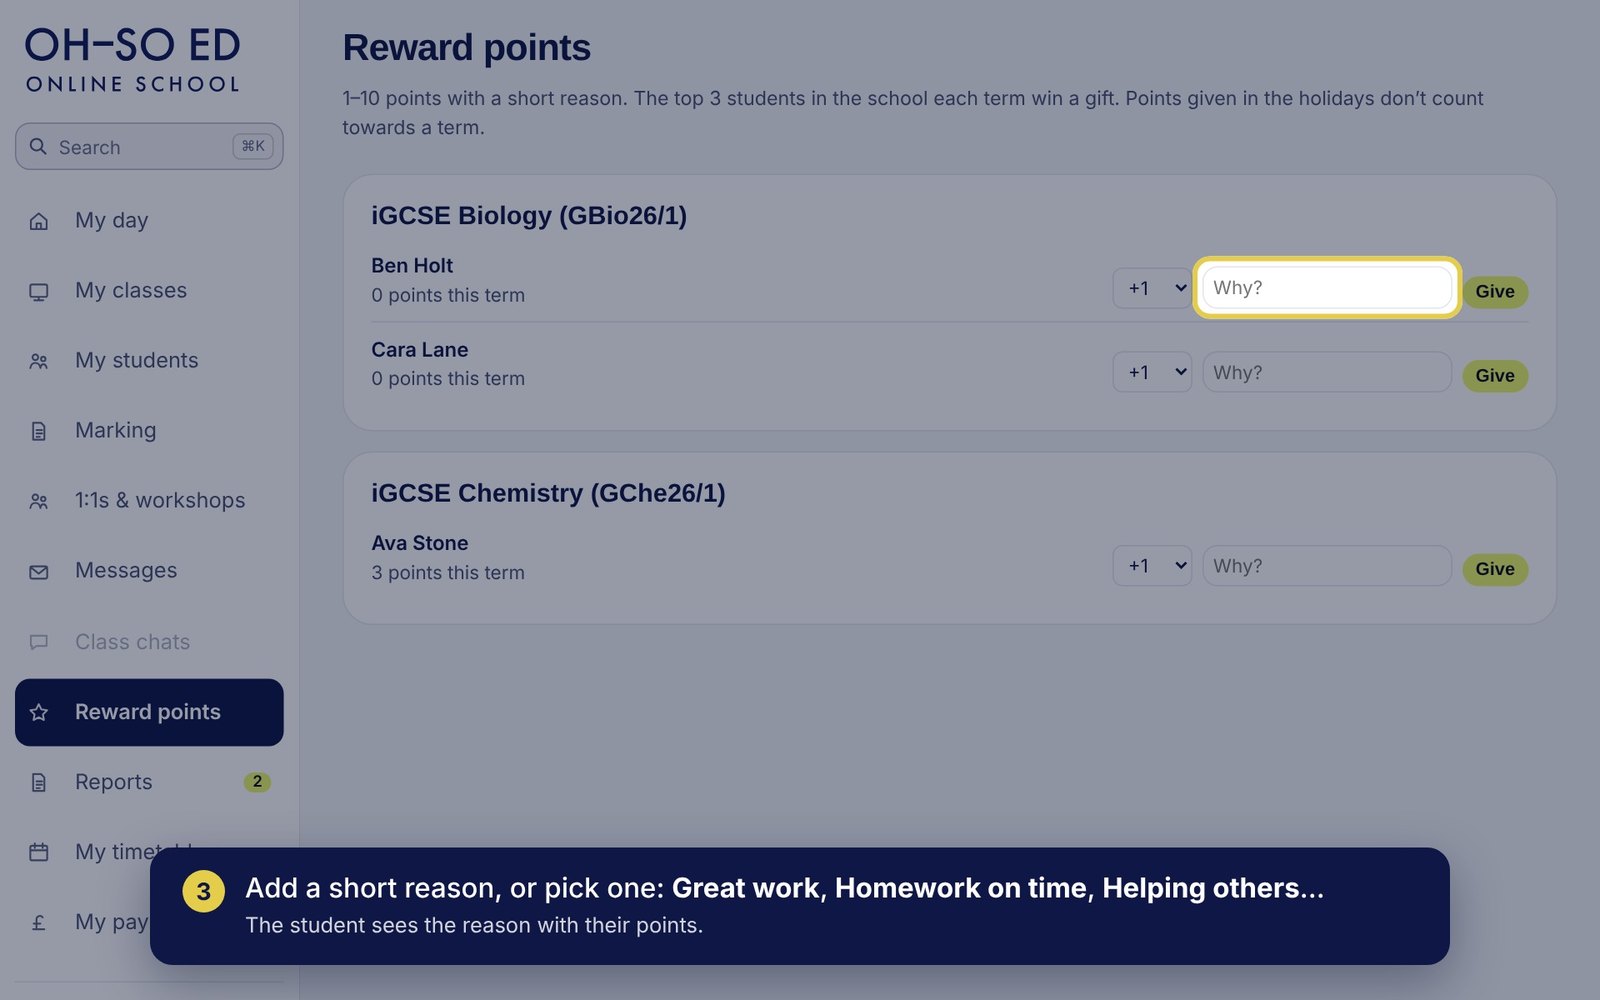 OH–SO ED
ONLINE SCHOOL
Search
⌘K
My day
My classes
My students
Marking
1:1s & workshops
Messages
Class chats
Reward points
Reports
2
My pay
Reward points
1–10 points with a short reason. The top 3 students in the school each term win a gift. Points given in the holidays don’t count
towards a term.
iGCSE Biology (GBio26/1)
Ben Holt
0 points this term
+1
Why?
Give
Cara Lane
0 points this term
+1
Why?
Give
iGCSE Chemistry (GChe26/1)
Ava Stone
3 points this term
+1
Why?
Give
3
Add a short reason, or pick one: Great work, Homework on time, Helping others…
The student sees the reason with their points.